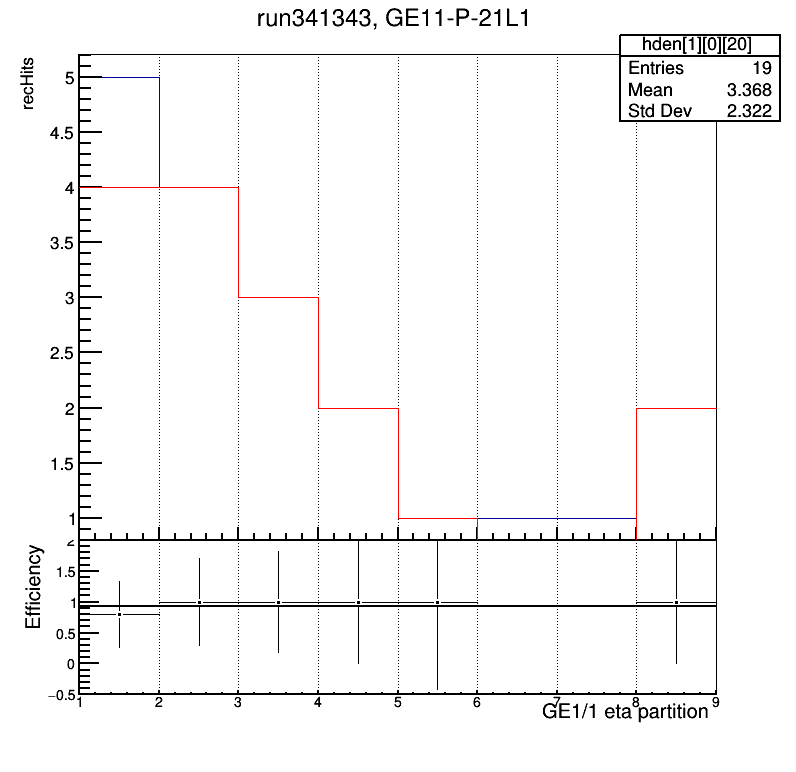 run341343, GE11-P-21L1
hden[1][0][20]
Entries 19
Mean 3.368
Std Dev 2.322
recHits
5
4.5
4
3.5
3
2.5
2
1.5
1
Efficiency
2
1.5
1
0.5
0
−0.5
1 2 3 4 5 6 7 8 9
GE1/1 eta partition